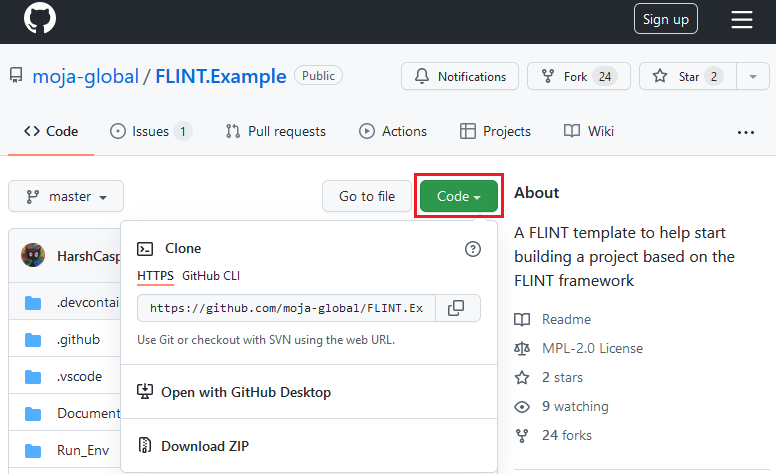 Sign up
moja-global / FLINT.Example Public
Notifications Fork 24 Star 2
Code Issues 1 Pull requests Actions Projects Wiki
master Go to file Code
About
A FLINT template to help start
building a project based on the
FLINT framework
Readme
MPL-2.0 License
2 stars
9 watching
24 forks
HarshCasp
.devcontai
.github
.vscode
Document
Run_Env
Clone
HTTPS GitHub CLI
https://github.com/moja-global/FLINT.Ex
Use Git or checkout with SVN using the web URL.
Open with GitHub Desktop
Download ZIP